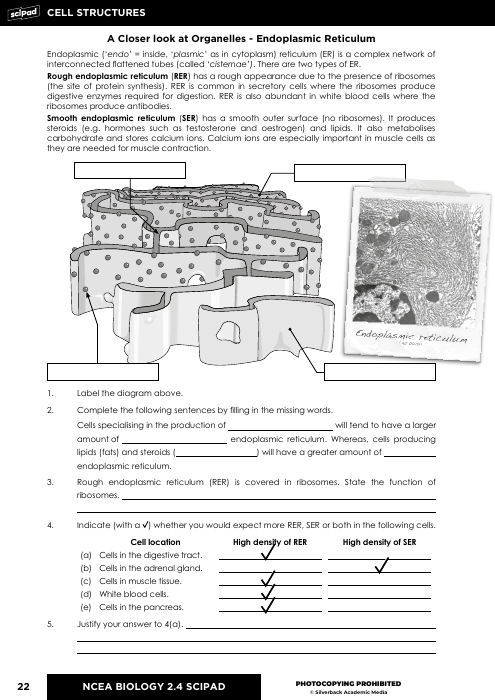 scipad CELL STRUCTURES
A Closer look at Organelles - Endoplasmic Reticulum
Endoplasmic ('endo' = inside, 'plasmic' as in cytoplasm) reticulum (ER) is a complex network of
interconnected flattened tubes (called 'cisternae'). There are two types of ER.
Rough endoplasmic reticulum (RER) has a rough appearance due to the presence of ribosomes
(the site of protein synthesis). RER is common in secretory cells where the ribosomes produce
digestive enzymes required for digestion. RER is also abundant in white blood cells where the
ribosomes produce antibodies.
Smooth endoplasmic reticulum (SER) has a smooth outer surface (no ribosomes). It produces
steroids (e.g. hormones such as testosterone and oestrogen) and lipids. It also metabolises
carbohydrate and stores calcium ions. Calcium ions are especially important in muscle cells as
they are needed for muscle contraction.
Endoplasmic reticulum
1. Label the diagram above.
2. Complete the following sentences by filling in the missing words.
Cells specialising in the production of ____ will tend to have a larger
amount of ____ endoplasmic reticulum. Whereas, cells producing
lipids (fats) and steroids (____) will have a greater amount of ____
endoplasmic reticulum.
3. Rough endoplasmic reticulum (RER) is covered in ribosomes. State the function of
ribosomes. ____
4. Indicate (with a ✓) whether you would expect more RER, SER or both in the following cells.
Cell location High density of RER High density of SER
(a) Cells in the digestive tract. ✓
(b) Cells in the adrenal gland. ✓
(c) Cells in muscle tissue. ✓
(d) White blood cells. ✓
(e) Cells in the pancreas. ✓
5. Justify your answer to 4(a). ____
22 NCEA BIOLOGY 2.4 SCIPAD PHOTOCOPYING PROHIBITED
© Silverback Academic Media